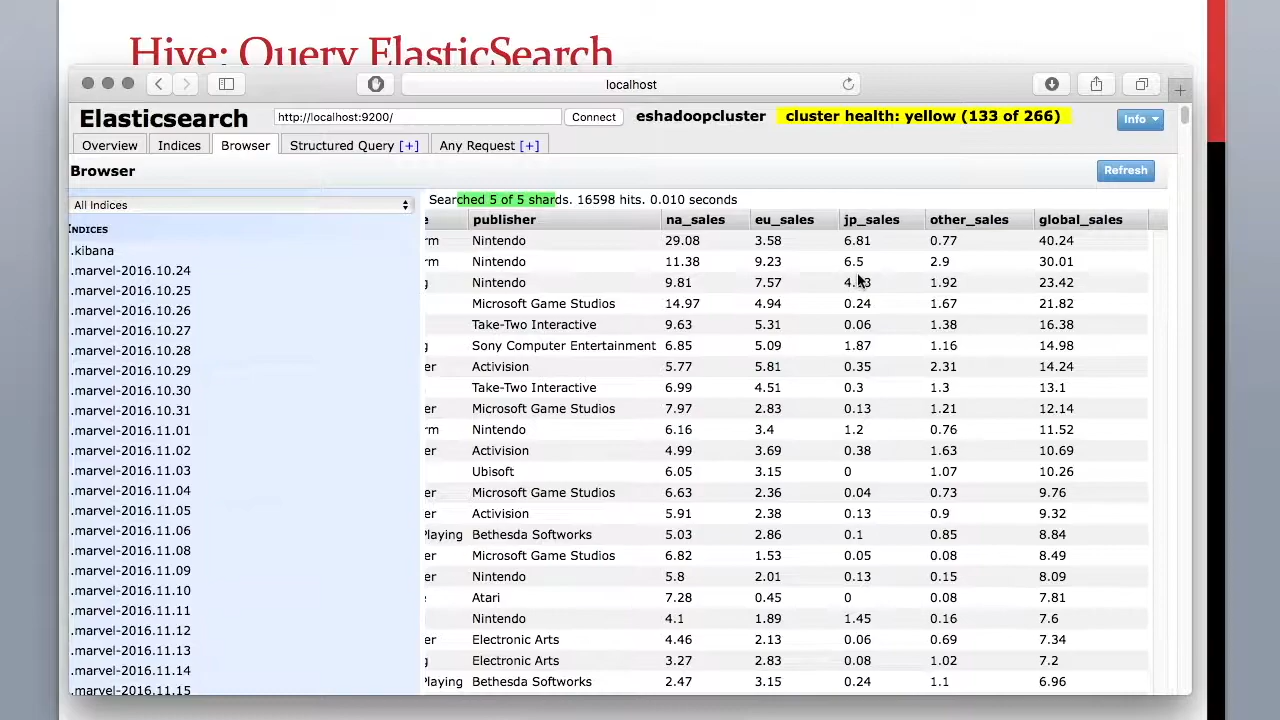 Hive: Query ElasticSearch
localhost
Elasticsearch http://localhost:9200/ Connect eshadoopcluster cluster health: yellow (133 of 266) Info
Overview Indices Browser Structured Query [+] Any Request [+]
Browser Refresh
All Indices
Indices
.kibana
.marvel-2016.10.24
.marvel-2016.10.25
.marvel-2016.10.26
.marvel-2016.10.27
.marvel-2016.10.28
.marvel-2016.10.29
.marvel-2016.10.30
.marvel-2016.10.31
.marvel-2016.11.01
.marvel-2016.11.02
.marvel-2016.11.03
.marvel-2016.11.04
.marvel-2016.11.05
.marvel-2016.11.06
.marvel-2016.11.08
.marvel-2016.11.09
.marvel-2016.11.10
.marvel-2016.11.11
.marvel-2016.11.12
.marvel-2016.11.13
.marvel-2016.11.14
.marvel-2016.11.15
Searched 5 of 5 shards. 16598 hits. 0.010 seconds
e publisher na_sales eu_sales jp_sales other_sales global_sales
rm Nintendo 29.08 3.58 6.81 0.77 40.24
rm Nintendo 11.38 9.23 6.5 2.9 30.01
g Nintendo 9.81 7.57 1.92 23.42
Microsoft Game Studios 14.97 4.94 0.24 1.67 21.82
Take-Two Interactive 9.63 5.31 0.06 1.38 16.38
g Sony Computer Entertainment 6.85 5.09 1.87 1.16 14.98
er Activision 5.77 5.81 0.35 2.31 14.24
Take-Two Interactive 6.99 4.51 0.3 1.3 13.1
er Microsoft Game Studios 7.97 2.83 0.13 1.21 12.14
rm Nintendo 6.16 3.4 1.2 0.76 11.52
er Activision 4.99 3.69 0.38 1.63 10.69
Ubisoft 6.05 3.15 0 1.07 10.26
er Microsoft Game Studios 6.63 2.36 0.04 0.73 9.76
er Activision 5.91 2.38 0.13 0.9 9.32
Playing Bethesda Softworks 5.03 2.86 0.1 0.85 8.84
er Microsoft Game Studios 6.82 1.53 0.05 0.08 8.49
er Nintendo 5.8 2.01 0.13 0.15 8.09
Atari 7.28 0.45 0 0.08 7.81
Nintendo 4.1 1.89 1.45 0.16 7.6
er Electronic Arts 4.46 2.13 0.06 0.69 7.34
g Electronic Arts 3.27 2.83 0.08 1.02 7.2
Playing Bethesda Softworks 2.47 3.15 0.24 1.1 6.96